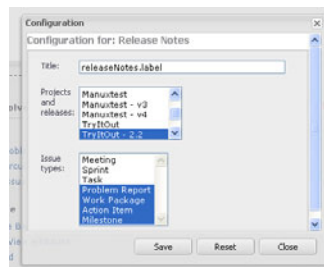 Configuration
Configuration for: Release Notes
Title:
releaseNotes.label
Projects and releases:
Manuxtest
Manuxtest - v3
Manuxtest - v4
TryItOut
TryItOut - 2.2
Issue types:
Meeting
Sprint
Task
Problem Report
Work Package
Action Item
Milestone
Save
Reset
Close